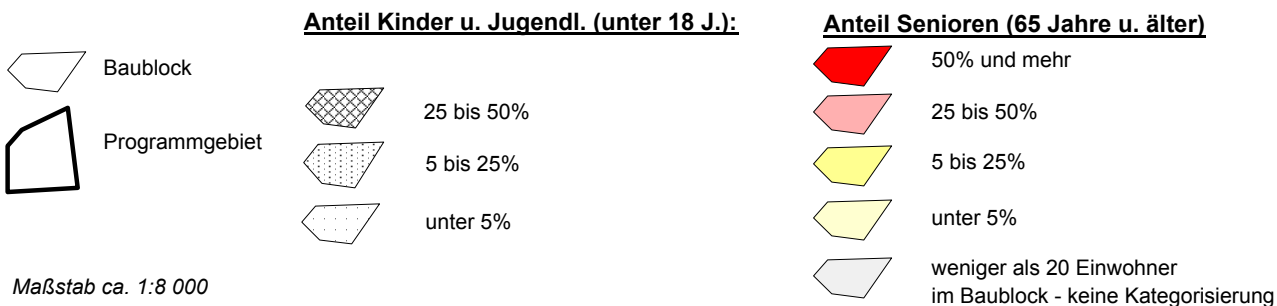 Anteil Kinder u. Jugendl. (unter 18 J.):
Anteil Senioren (65 Jahre u. älter)
Baublock
Programmgebiet
25 bis 50%
5 bis 25%
unter 5%
50% und mehr
25 bis 50%
5 bis 25%
unter 5%
weniger als 20 Einwohner
im Baublock - keine Kategorisierung
Maßstab ca. 1:8 000